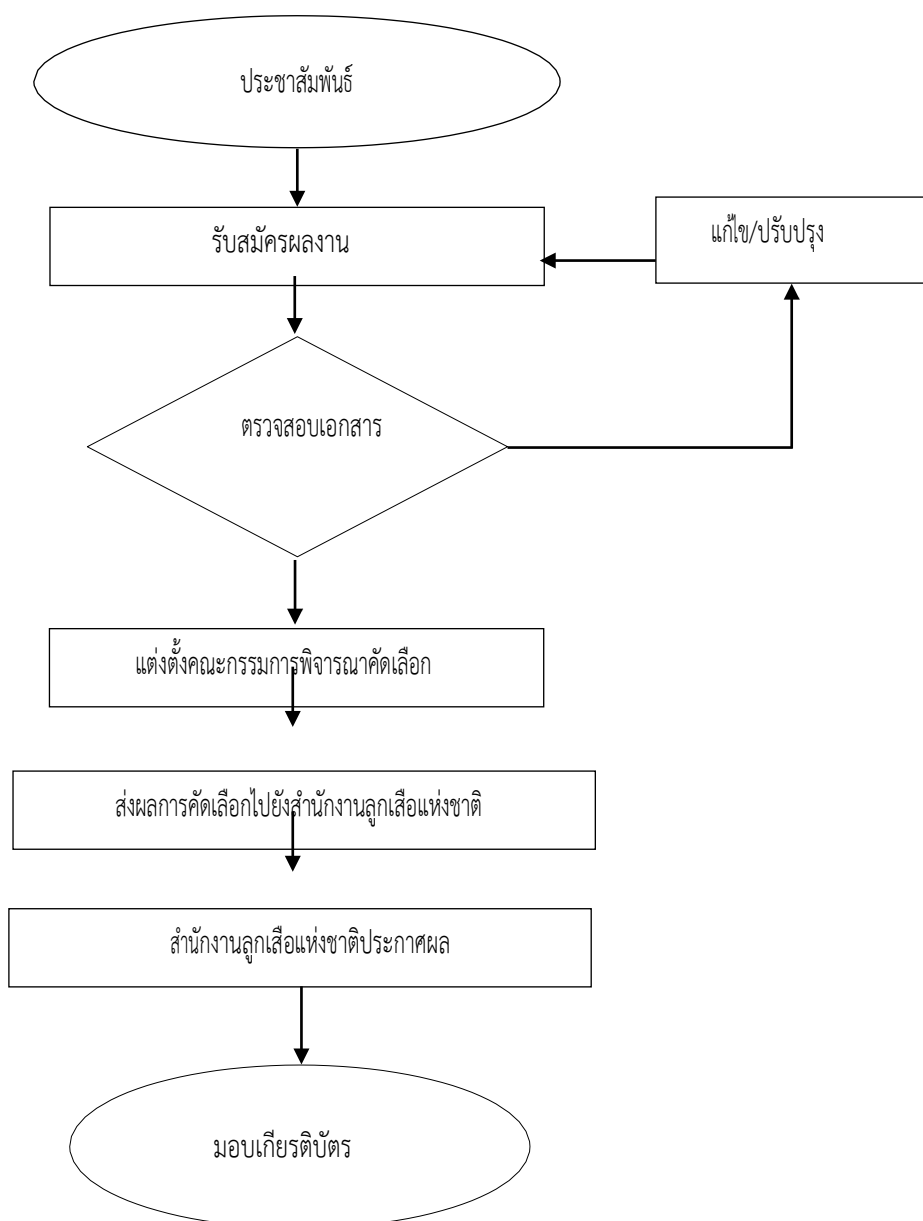 ประชาสัมพันธ์
รับสมัครผลงาน
แก้ไข/ปรับปรุง
ตรวจสอบเอกสาร
แต่งตั้งคณะกรรมการพิจารณาคัดเลือก
ส่งผลการคัดเลือกไปยังสำนักงานลูกเสือแห่งชาติ
สำนักงานลูกเสือแห่งชาติประกาศผล
มอบเกียรติบัตร